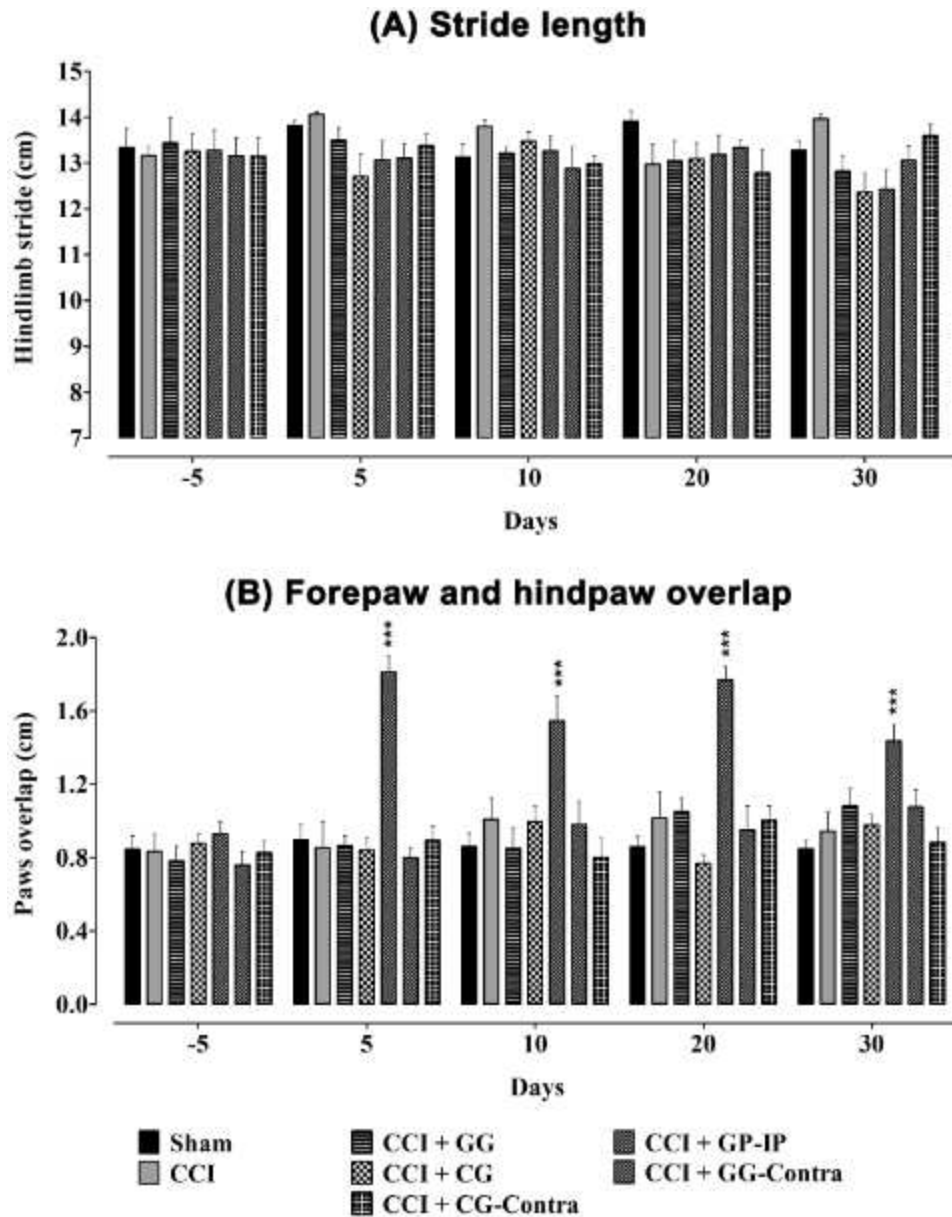 (A) Stride length
15
14
13
12
11
10
9
8
7
Hindlimb stride (cm)
-5 5 10 20 30
Days
(B) Forepaw and hindpaw overlap
2.0
1.6
1.2
0.8
0.4
0.0
Paws overlap (cm)
*** *** *** ***
-5 5 10 20 30
Days
Sham CCI + GG CCI + GP-IP
CCI CCI + CG CCI + GG-Contra
CCI + CG-Contra